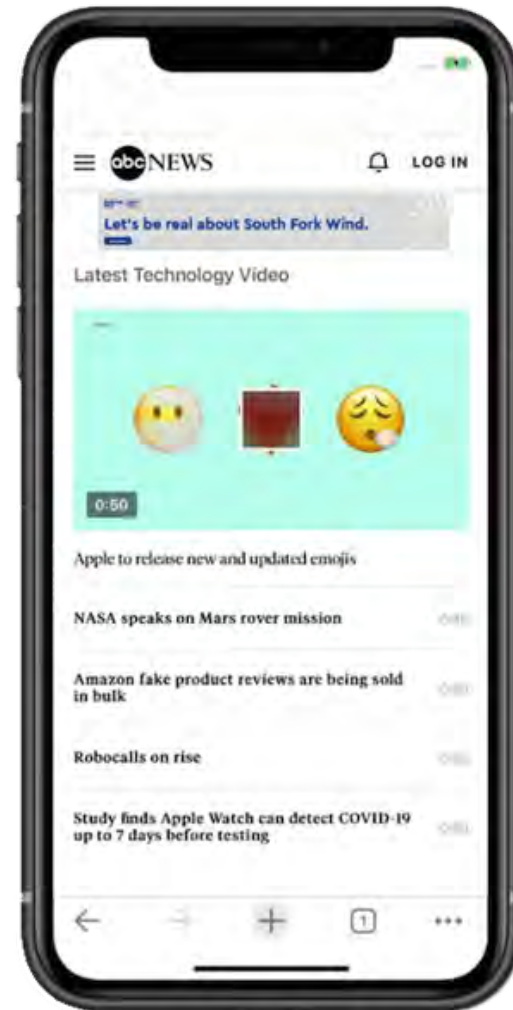 abc NEWS
LOG IN
Let's be real about South Fork Wind.
Latest Technology Video
0:50
Apple to release new and updated emojis
NASA speaks on Mars rover mission
Amazon fake product reviews are being sold
in bulk
Robocalls on rise
Study finds Apple Watch can detect COVID-19
up to 7 days before testing
1